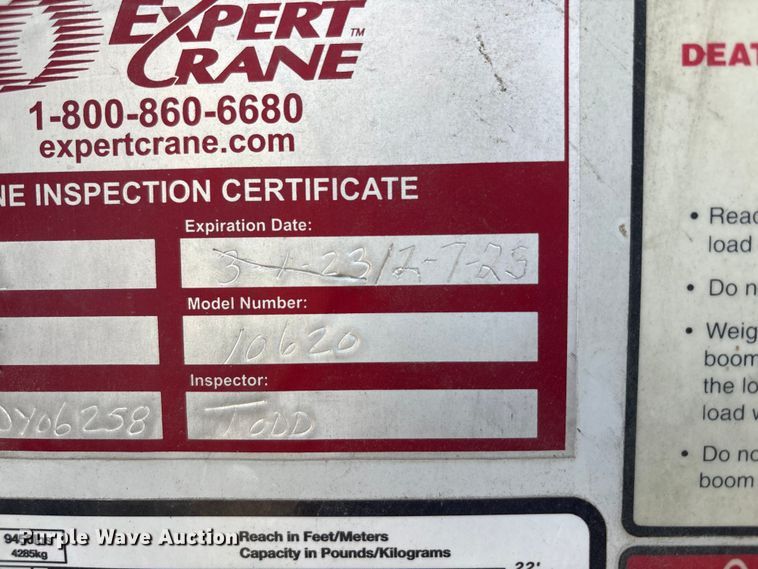 EXPERT
CRANE TM
1-800-860-6680
expertcrane.com
NE INSPECTION CERTIFICATE
Expiration Date:
3-1-23 / 2-7-25
Model Number:
10620
Inspector:
DY06258 TODD
DEAT
• Reac
load
• Do n
• Weig
boom
the lo
load w
• Do no
boom
4285kg
Reach in Feet/Meters
Capacity in Pounds/Kilograms
22'
Purple Wave Auction